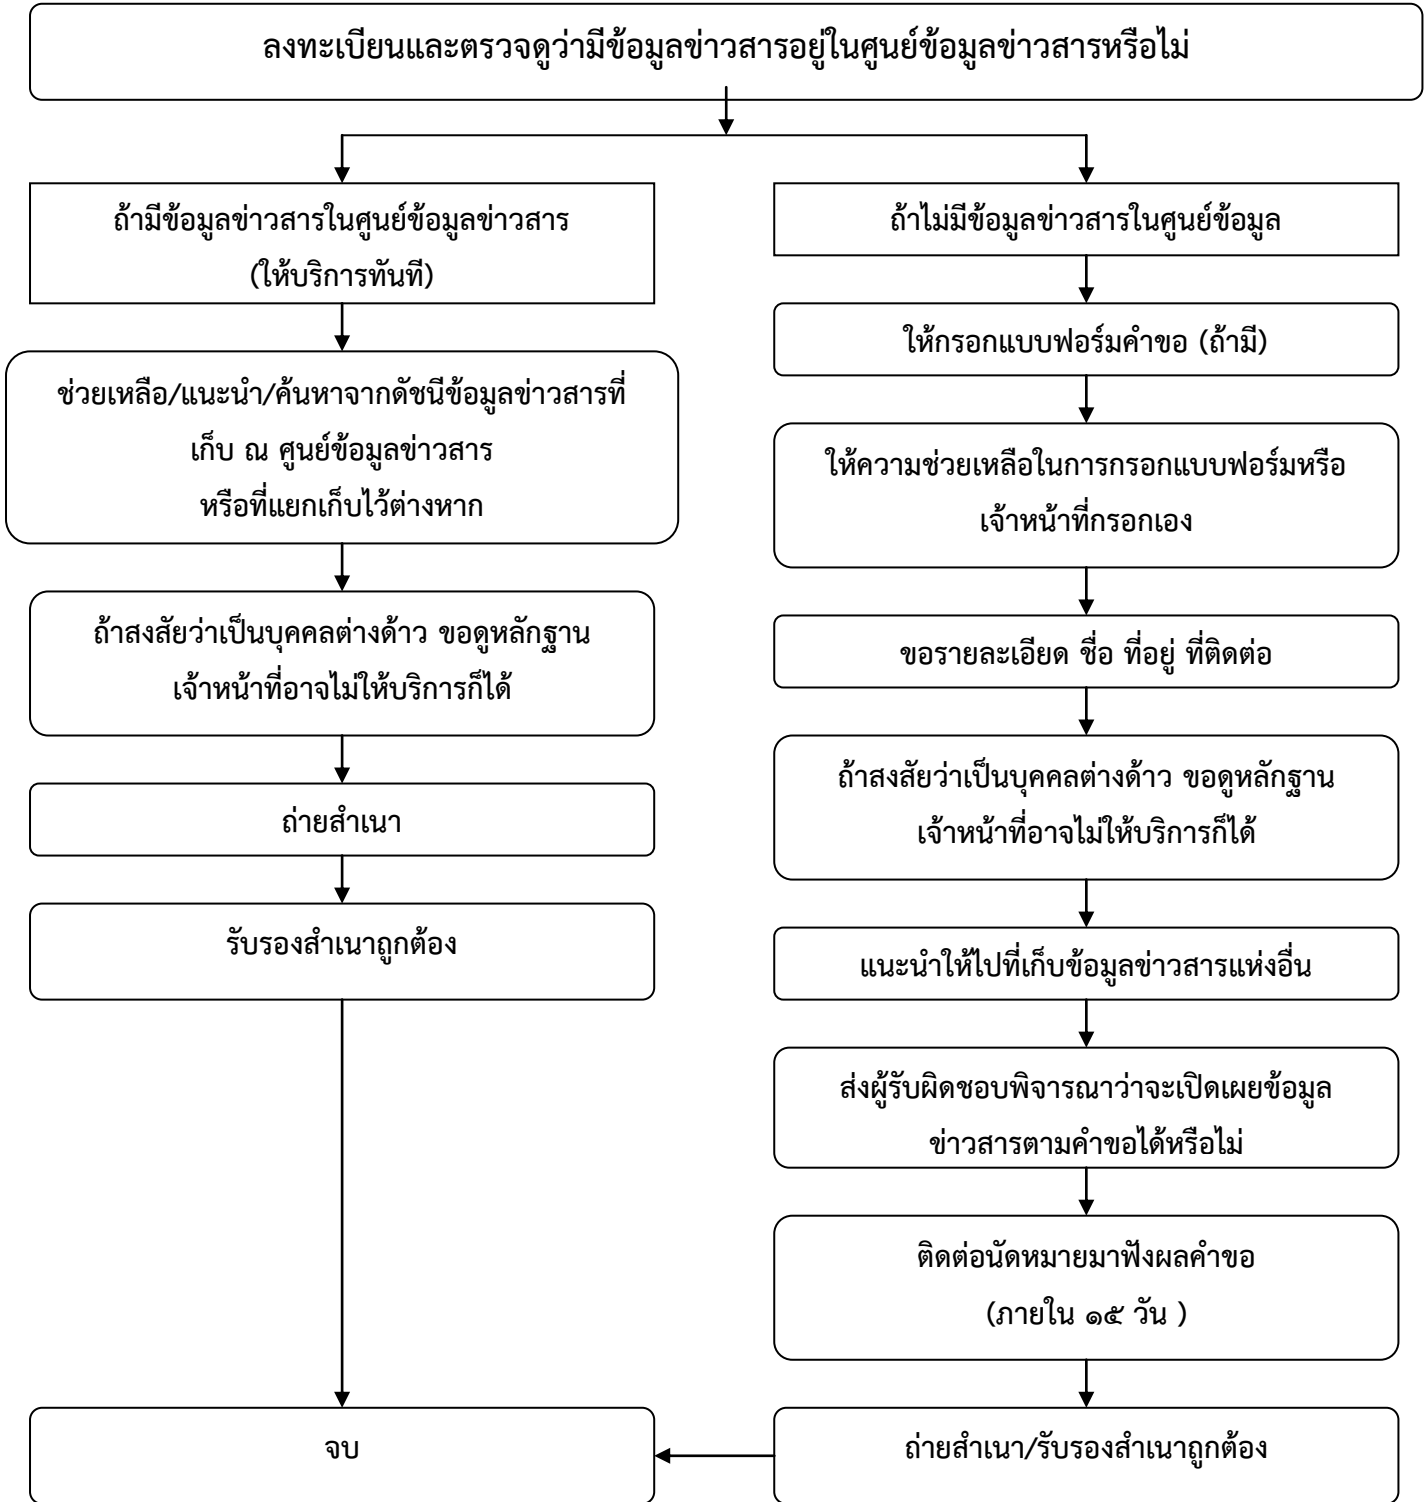 ลงทะเบียนและตรวจดูว่ามีข้อมูลข่าวสารอยู่ในศูนย์ข้อมูลข่าวสารหรือไม่
ถ้ามีข้อมูลข่าวสารในศูนย์ข้อมูลข่าวสาร
(ให้บริการทันที)
ช่วยเหลือ/แนะนำ/ค้นหาจากดัชนีข้อมูลข่าวสารที่
เก็บ ณ ศูนย์ข้อมูลข่าวสาร
หรือที่แยกเก็บไว้ต่างหาก
ถ้าสงสัยว่าเป็นบุคคลต่างด้าว ขอดูหลักฐาน
เจ้าหน้าที่อาจไม่ให้บริการก็ได้
ถ่ายสำเนา
รับรองสำเนาถูกต้อง
ถ้าไม่มีข้อมูลข่าวสารในศูนย์ข้อมูล
ให้กรอกแบบฟอร์มคำขอ (ถ้ามี)
ให้ความช่วยเหลือในการกรอกแบบฟอร์มหรือ
เจ้าหน้าที่กรอกเอง
ขอรายละเอียด ชื่อ ที่อยู่ ที่ติดต่อ
ถ้าสงสัยว่าเป็นบุคคลต่างด้าว ขอดูหลักฐาน
เจ้าหน้าที่อาจไม่ให้บริการก็ได้
แนะนำให้ไปที่เก็บข้อมูลข่าวสารแห่งอื่น
ส่งผู้รับผิดชอบพิจารณาว่าจะเปิดเผยข้อมูล
ข่าวสารตามคำขอได้หรือไม่
ติดต่อนัดหมายมาฟังผลคำขอ
(ภายใน ๑๕ วัน )
ถ่ายสำเนา/รับรองสำเนาถูกต้อง
จบ